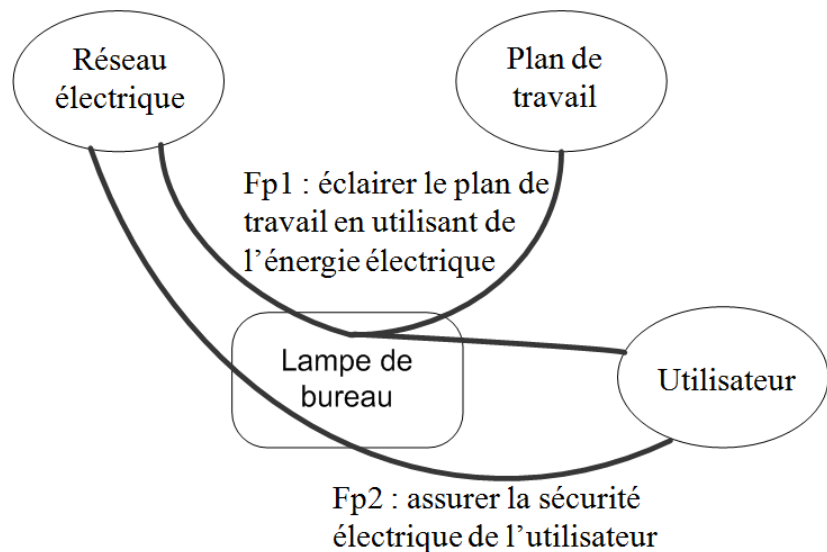 Réseau
électrique
Plan de
travail
Fp1 : éclairer le plan de
travail en utilisant de
l’énergie électrique
Lampe de
bureau
Utilisateur
Fp2 : assurer la sécurité
électrique de l’utilisateur